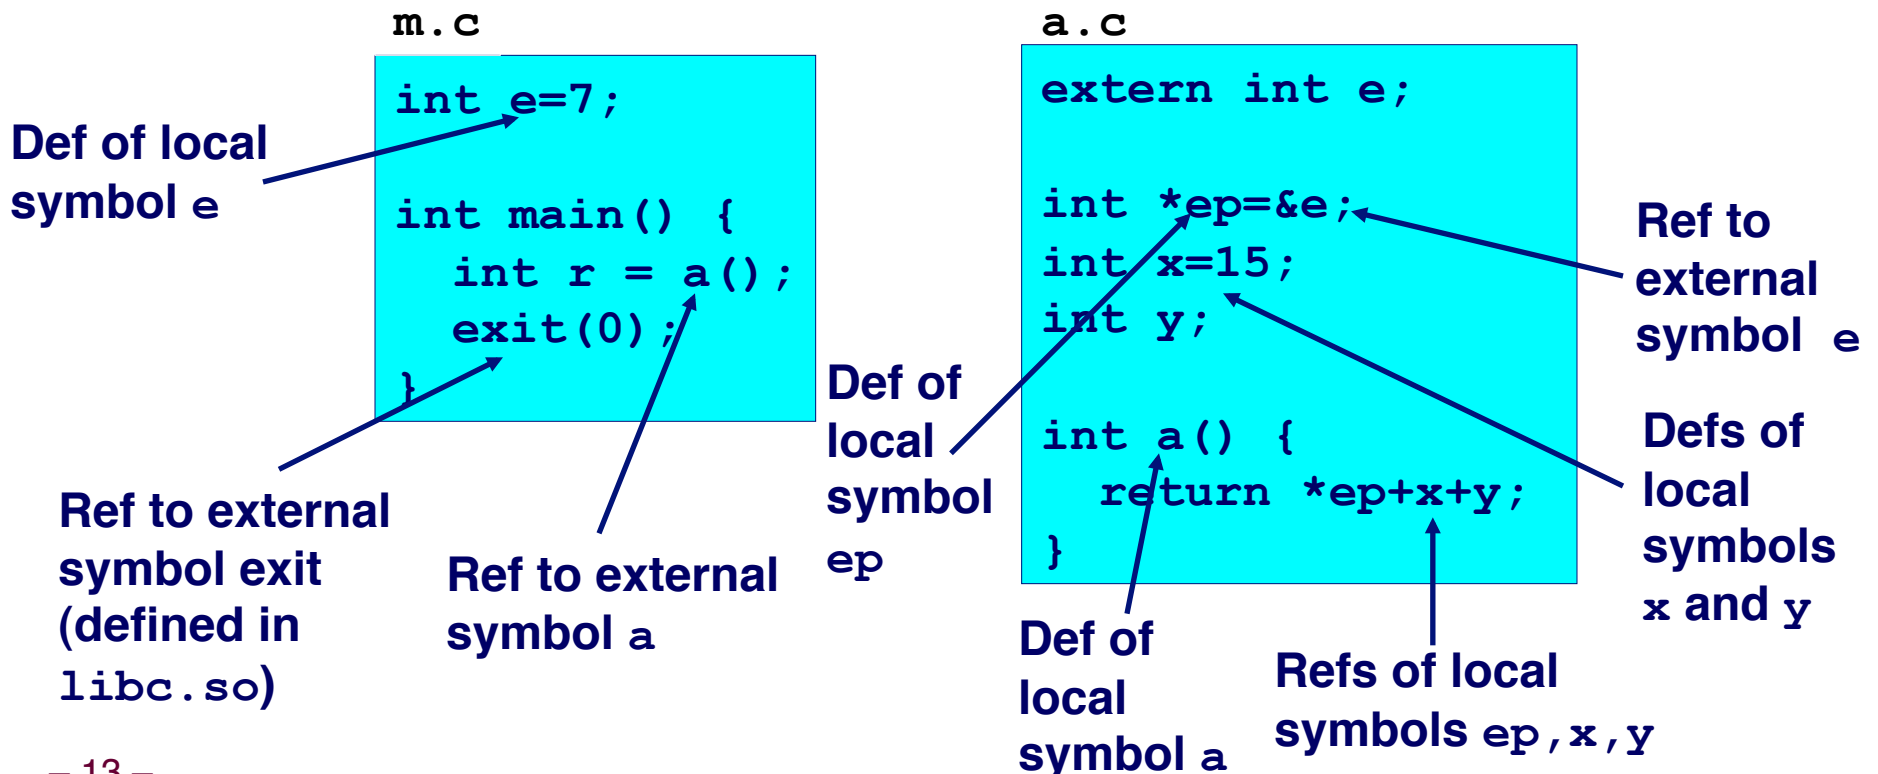 m.c
int e=7;
int main() {
int r = a();
exit(0);
}
Def of local
symbol e
Ref to external
symbol exit
(defined in
libc.so)
Ref to external
symbol a
a.c
extern int e;
int *ep=&e;
int x=15;
int y;
int a() {
return *ep+x+y;
}
Def of
local
symbol
ep
Ref to
external
symbol e
Defs of
local
symbols
x and y
Def of
local
symbol a
Refs of local
symbols ep,x,y
– 13 –